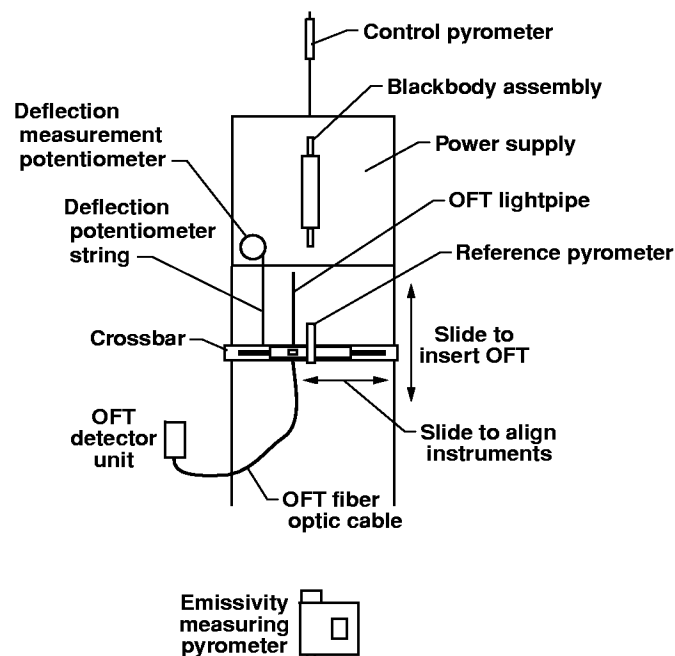 Control pyrometer
Blackbody assembly
Deflection
measurement
potentiometer
Power supply
Deflection
potentiometer
string
OFT lightpipe
Reference pyrometer
Crossbar
Slide to
insert OFT
OFT
detector
unit
Slide to align
instruments
OFT fiber
optic cable
Emissivity
measuring
pyrometer